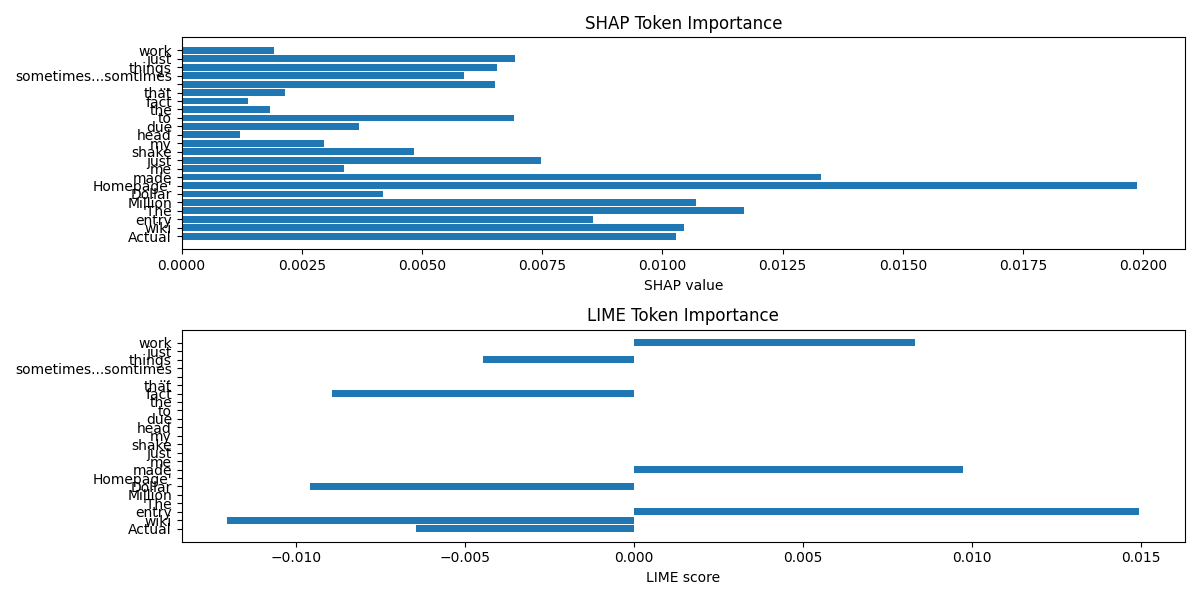 SHAP Token Importance
work
just
things
sometimes...somtimes
...
that
fact
the
to
due
head
my
shake
just
me
made
Homepage'
Dollar
Million
'The
entry
wiki
Actual
0.0000 0.0025 0.0050 0.0075 0.0100 0.0125 0.0150 0.0175 0.0200
SHAP value
LIME Token Importance
work
just
things
sometimes...somtimes
...
that
fact
the
to
due
head
my
shake
just
me
made
Homepage'
Dollar
Million
'The
entry
wiki
Actual
−0.010 −0.005 0.000 0.005 0.010 0.015
LIME score